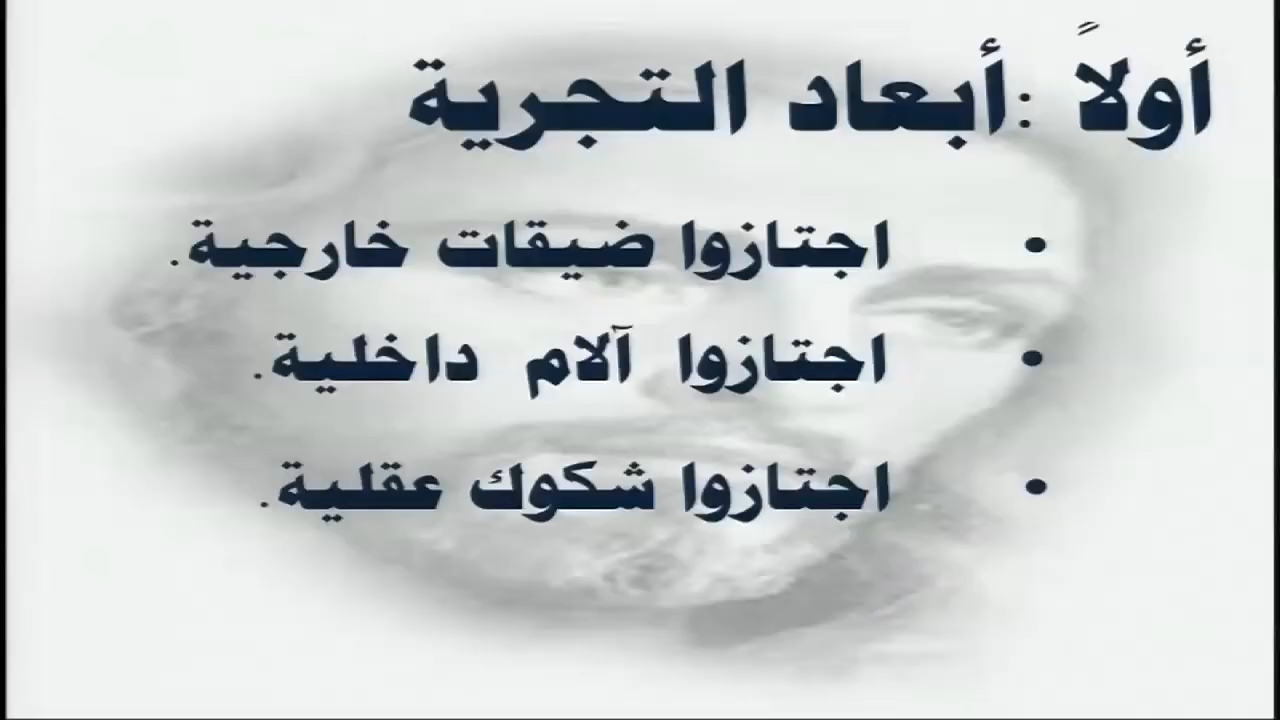 أولاً :أبعاد التجرية
• اجتازوا ضيقات خارجية.
• اجتازوا آلام داخلية.
• اجتازوا شكوك عقلية.